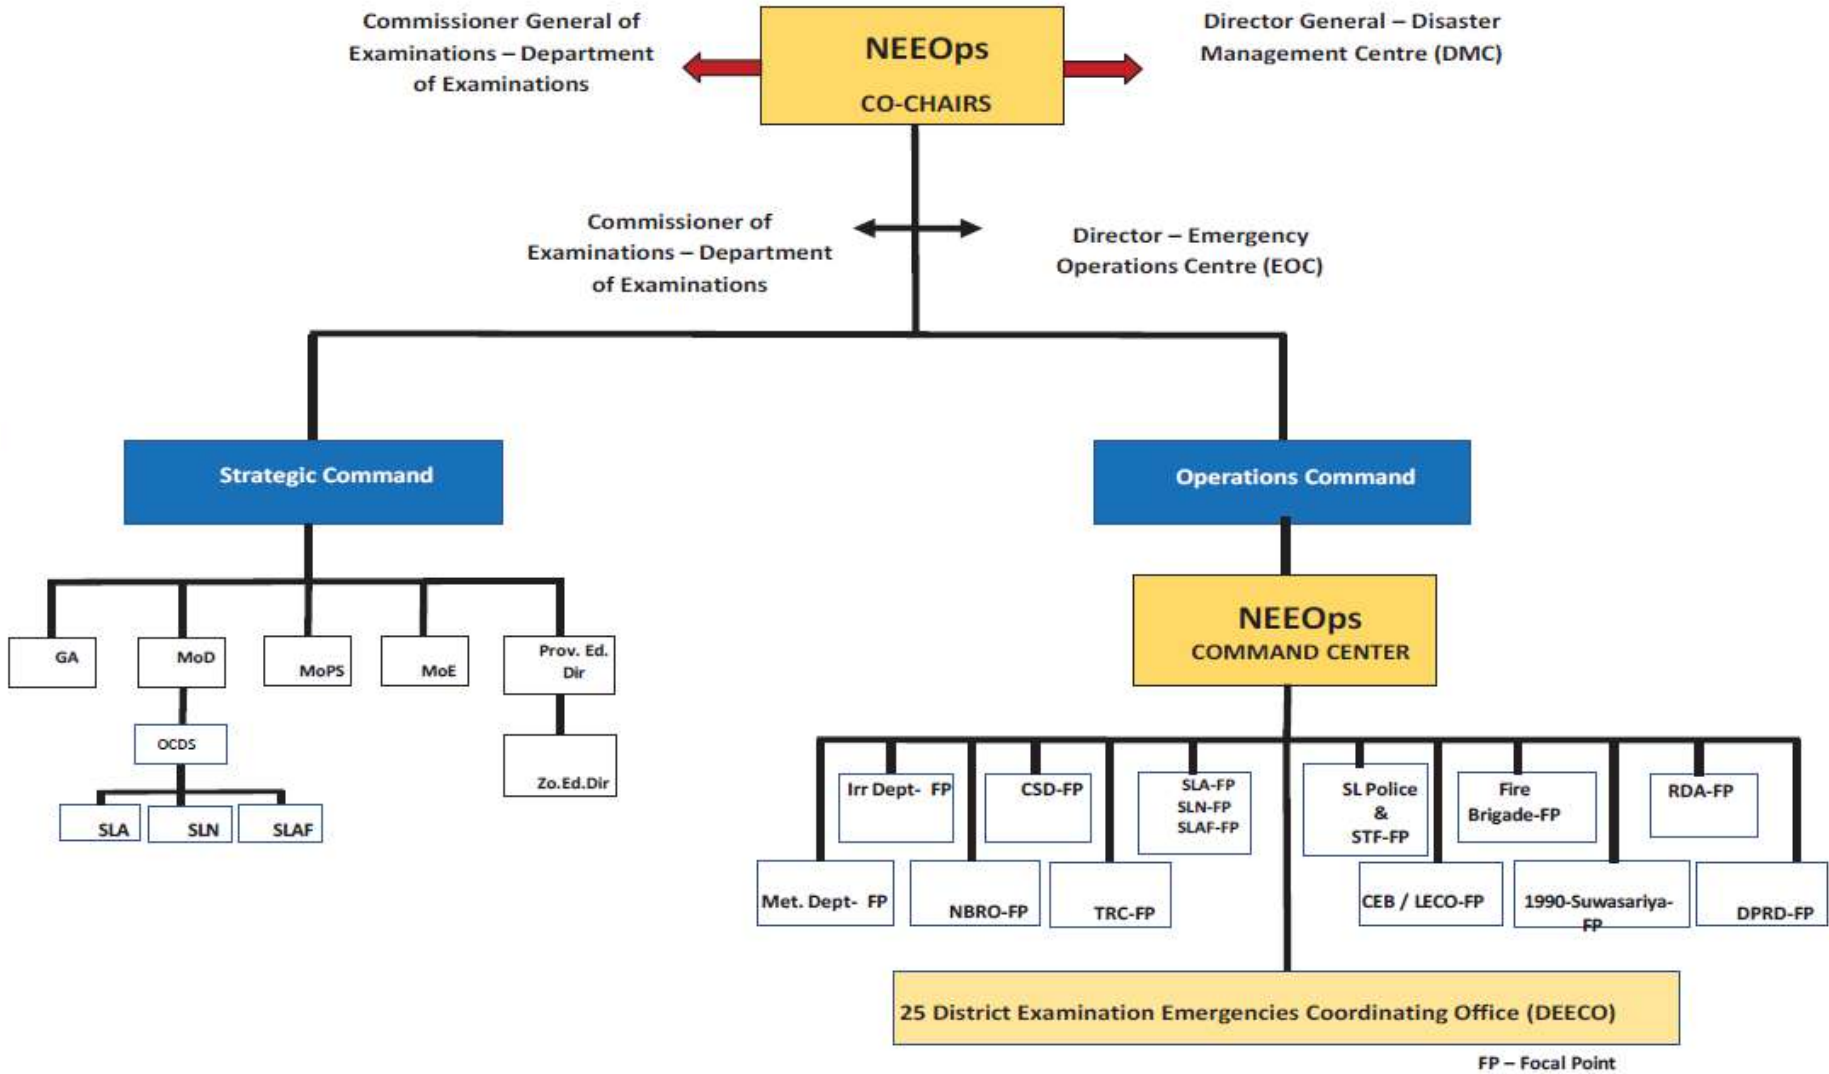 Commissioner General of
Examinations – Department
of Examinations
NEEOps
CO-CHAIRS
Director General – Disaster
Management Centre (DMC)
Commissioner of
Examinations – Department
of Examinations
Director – Emergency
Operations Centre (EOC)
Strategic Command
Operations Command
NEEOps
COMMAND CENTER
GA
MoD
MoPS
MoE
Prov. Ed.
Dir
OCDS
Zo.Ed.Dir
SLA
SLN
SLAF
Irr Dept- FP
CSD-FP
SLA-FP
SLN-FP
SLAF-FP
SL Police
&
STF-FP
Fire
Brigade-FP
RDA-FP
Met. Dept- FP
NBRO-FP
TRC-FP
CEB / LECO-FP
1990-Suwasariya-
FP
DPRD-FP
25 District Examination Emergencies Coordinating Office (DEECO)
FP – Focal Point